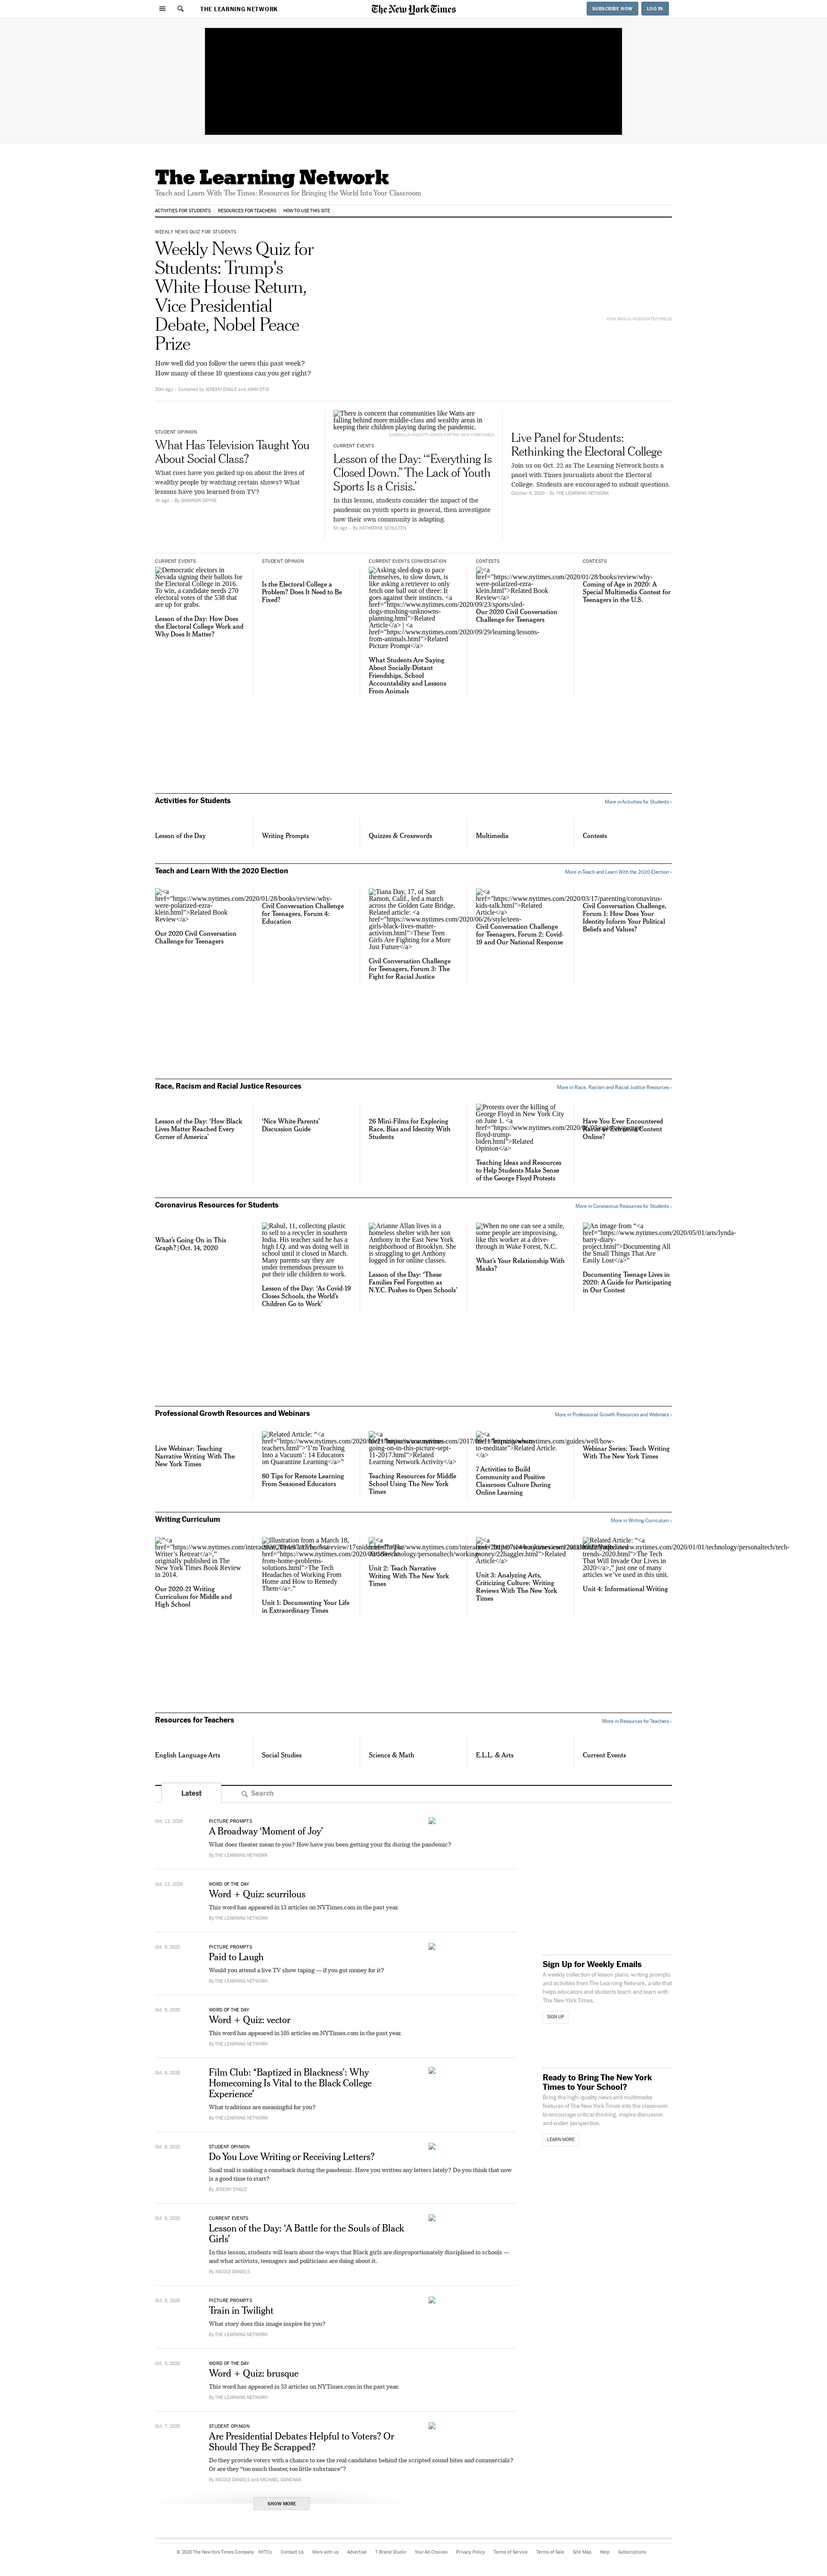 THE LEARNING NETWORK
The New York Times
SUBSCRIBE NOW
LOG IN
The Learning Network
Teach and Learn With The Times: Resources for Bringing the World Into Your Classroom
ACTIVITIES FOR STUDENTS
RESOURCES FOR TEACHERS
HOW TO USE THIS SITE
WEEKLY NEWS QUIZ FOR STUDENTS
Weekly News Quiz for
Students: Trump's
White House Return,
Vice Presidential
Debate, Nobel Peace
Prize
How well did you follow the news this past week?
How many of these 10 questions can you get right?
30m ago – Compiled by JEREMY ENGLE and JOHN OTIS
STUDENT OPINION
What Has Television Taught You
About Social Class?
What cues have you picked up on about the lives of
wealthy people by watching certain shows? What
lessons have you learned from TV?
4h ago – By SHANNON DOYNE
There is concern that communities like Watts are
falling behind more middle-class and wealthy areas in
keeping their children playing during the pandemic.
CURRENT EVENTS
Lesson of the Day: “‘Everything Is
Closed Down.” The Lack of Youth
Sports Is a Crisis.’
In this lesson, students consider the impact of the
pandemic on youth sports in general, then investigate
how their own community is adapting.
5h ago – By KATHERINE SCHULTEN
Live Panel for Students:
Rethinking the Electoral College
Join us on Oct. 22 as The Learning Network hosts a
panel with Times journalists about the Electoral
College. Students are encouraged to submit questions.
October 9, 2020 – By THE LEARNING NETWORK
CURRENT EVENTS
Democratic electors in
Nevada signing their ballots for
the Electoral College in 2016.
To win, a candidate needs 270
electoral votes of the 538 that
are up for grabs.
Lesson of the Day: How Does
the Electoral College Work and
Why Does It Matter?
STUDENT OPINION
Is the Electoral College a
Problem? Does It Need to Be
Fixed?
CURRENT EVENTS CONVERSATION
Asking sled dogs to pace
themselves, to slow down, is
like asking a retriever to only
fetch one ball out of three: It
goes against their instincts. <a
href="https://www.nytimes.com/2020/09/23/sports/sled-
dogs-mushing-unknowns-
planning.html">Related
Article</a> | <a
href="https://www.nytimes.com/2020/09/29/learning/lessons-
from-animals.html">Related
Picture Prompt</a>
What Students Are Saying
About Socially-Distant
Friendships, School
Accountability and Lessons
From Animals
CONTESTS
<a
href="https://www.nytimes.com/2020/01/28/books/review/why-
were-polarized-ezra-
klein.html">Related Book
Review</a>
Our 2020 Civil Conversation
Challenge for Teenagers
CONTESTS
Coming of Age in 2020: A
Special Multimedia Contest for
Teenagers in the U.S.
Activities for Students
More in Activities for Students ›
Lesson of the Day
Writing Prompts
Quizzes & Crosswords
Multimedia
Contests
Teach and Learn With the 2020 Election
More in Teach and Learn With the 2020 Election ›
<a
href="https://www.nytimes.com/2020/01/28/books/review/why-
were-polarized-ezra-
klein.html">Related Book
Review</a>
Our 2020 Civil Conversation
Challenge for Teenagers
Civil Conversation Challenge
for Teenagers, Forum 4:
Education
Tiana Day, 17, of San
Ramon, Calif., led a march
across the Golden Gate Bridge.
Related article: <a
href="https://www.nytimes.com/2020/06/26/style/teen-
girls-black-lives-matter-
activism.html">These Teen
Girls Are Fighting for a More
Just Future</a>
Civil Conversation Challenge
for Teenagers, Forum 3: The
Fight for Racial Justice
<a
href="https://www.nytimes.com/2020/03/17/parenting/coronavirus-
kids-talk.html">Related
Article</a>
Civil Conversation Challenge
for Teenagers, Forum 2: Covid-
19 and Our National Response
Civil Conversation Challenge,
Forum 1: How Does Your
Identity Inform Your Political
Beliefs and Values?
Race, Racism and Racial Justice Resources
More in Race, Racism and Racial Justice Resources ›
Lesson of the Day: ‘How Black
Lives Matter Reached Every
Corner of America’
‘Nice White Parents’
Discussion Guide
26 Mini-Films for Exploring
Race, Bias and Identity With
Students
Protests over the killing of
George Floyd in New York City
on June 1. <a
floyd-trump-
biden.html">Related
Opinion</a>
Teaching Ideas and Resources
to Help Students Make Sense
of the George Floyd Protests
Have You Ever Encountered
Racist or Extremist Content
Online?
Coronavirus Resources for Students
More in Coronavirus Resources for Students ›
What’s Going On in This
Graph? | Oct. 14, 2020
Rahul, 11, collecting plastic
to sell to a recycler in southern
India. His teacher said he has a
high I.Q. and was doing well in
school until it closed in March.
Many parents say they are
under tremendous pressure to
put their idle children to work.
Lesson of the Day: ‘As Covid-19
Closes Schools, the World’s
Children Go to Work’
Arianne Allan lives in a
homeless shelter with her son
Anthony in the East New York
neighborhood of Brooklyn. She
is struggling to get Anthony
logged in for online classes.
Lesson of the Day: ‘These
Families Feel Forgotten as
N.Y.C. Pushes to Open Schools’
When no one can see a smile,
some people are improvising,
like this worker at a drive-
through in Wake Forest, N.C.
What’s Your Relationship With
Masks?
An image from “<a
href="https://www.nytimes.com/2020/05/01/arts/lynda-
barry-diary-
project.html">Documenting All
the Small Things That Are
Easily Lost</a>”
Documenting Teenage Lives in
2020: A Guide for Participating
in Our Contest
Professional Growth Resources and Webinars
More in Professional Growth Resources and Webinars ›
Live Webinar: Teaching
Narrative Writing With The
New York Times
Related Article: “<a
teachers.html">‘I’m Teaching
Into a Vacuum’: 14 Educators
on Quarantine Learning</a>”
80 Tips for Remote Learning
From Seasoned Educators
going-on-in-this-picture-sept-
11-2017.html">Related
Learning Network Activity</a>
Teaching Resources for Middle
School Using The New York
Times
to-meditate">Related Article.
</a>
7 Activities to Build
Community and Positive
Classroom Culture During
Online Learning
Webinar Series: Teach Writing
With The New York Times
Writing Curriculum
More in Writing Curriculum ›
Writer’s Retreat</a>,”
originally published in The
New York Times Book Review
in 2014.
Our 2020-21 Writing
Curriculum for Middle and
High School
Illustration from a March 18,
from-home-problems-
solutions.html">The Tech
Headaches of Working From
Home and How to Remedy
Them</a>.”
Unit 1: Documenting Your Life
in Extraordinary Times
Unit 2: Teach Narrative
Writing With The New York
Times
Unit 3: Analyzing Arts,
Criticizing Culture: Writing
Reviews With The New York
Times
Related Article: “<a
trends-2020.html">The Tech
That Will Invade Our Lives in
2020</a>,” just one of many
articles we’ve used in this unit.
Unit 4: Informational Writing
Resources for Teachers
More in Resources for Teachers ›
English Language Arts
Social Studies
Science & Math
E.L.L. & Arts
Current Events
Latest
Search
Oct. 13, 2020
PICTURE PROMPTS
A Broadway ‘Moment of Joy’
What does theater mean to you? How have you been getting your fix during the pandemic?
By THE LEARNING NETWORK
Oct. 13, 2020
WORD OF THE DAY
Word + Quiz: scurrilous
This word has appeared in 13 articles on NYTimes.com in the past year.
By THE LEARNING NETWORK
Oct. 9, 2020
PICTURE PROMPTS
Paid to Laugh
Would you attend a live TV show taping — if you got money for it?
By THE LEARNING NETWORK
Oct. 9, 2020
WORD OF THE DAY
Word + Quiz: vector
This word has appeared in 105 articles on NYTimes.com in the past year.
By THE LEARNING NETWORK
Oct. 8, 2020
Film Club: “Baptized in Blackness’: Why
Homecoming Is Vital to the Black College
Experience’
What traditions are meaningful for you?
By THE LEARNING NETWORK
Oct. 8, 2020
STUDENT OPINION
Do You Love Writing or Receiving Letters?
Snail mail is making a comeback during the pandemic. Have you written any letters lately? Do you think that now
is a good time to start?
By JEREMY ENGLE
Oct. 8, 2020
CURRENT EVENTS
Lesson of the Day: ‘A Battle for the Souls of Black
Girls’
In this lesson, students will learn about the ways that Black girls are disproportionately disciplined in schools —
and what activists, teenagers and politicians are doing about it.
By NICOLE DANIELS
Oct. 8, 2020
PICTURE PROMPTS
Train in Twilight
What story does this image inspire for you?
By THE LEARNING NETWORK
Oct. 8, 2020
WORD OF THE DAY
Word + Quiz: brusque
This word has appeared in 33 articles on NYTimes.com in the past year.
By THE LEARNING NETWORK
Oct. 7, 2020
STUDENT OPINION
Are Presidential Debates Helpful to Voters? Or
Should They Be Scrapped?
Do they provide voters with a chance to see the real candidates behind the scripted sound bites and commercials?
Or are they “too much theater, too little substance”?
By NICOLE DANIELS and MICHAEL GONCHAR
SHOW MORE
Sign Up for Weekly Emails
A weekly collection of lesson plans, writing prompts
and activities from The Learning Network, a site that
helps educators and students teach and learn with
The New York Times.
SIGN UP
Ready to Bring The New York
Times to Your School?
Bring the high-quality news and multimedia
features of The New York Times into the classroom
to encourage critical thinking, inspire discussion
and widen perspective.
LEARN MORE
© 2020 The New York Times Company
NYTCo
Contact Us
Work with us
Advertise
T Brand Studio
Your Ad Choices
Privacy Policy
Terms of Service
Terms of Sale
Site Map
Help
Subscriptions